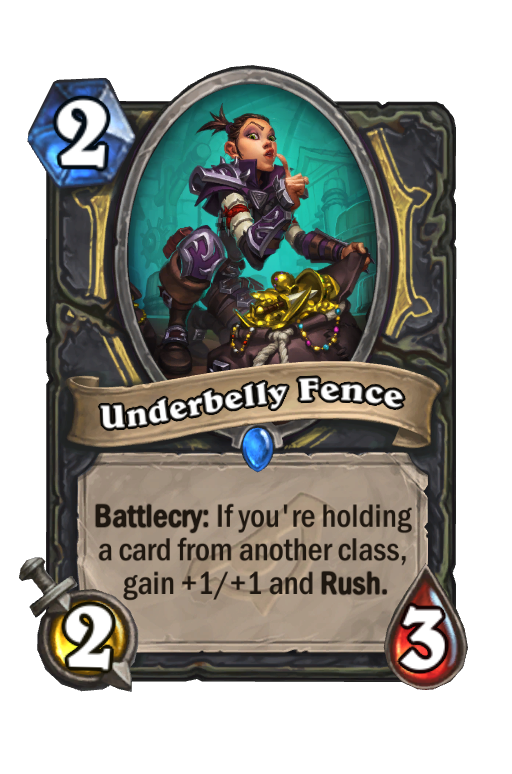 2
Underbelly Fence
Battlecry: If you're holding
a card from another class,
gain +1/+1 and Rush.
2
3